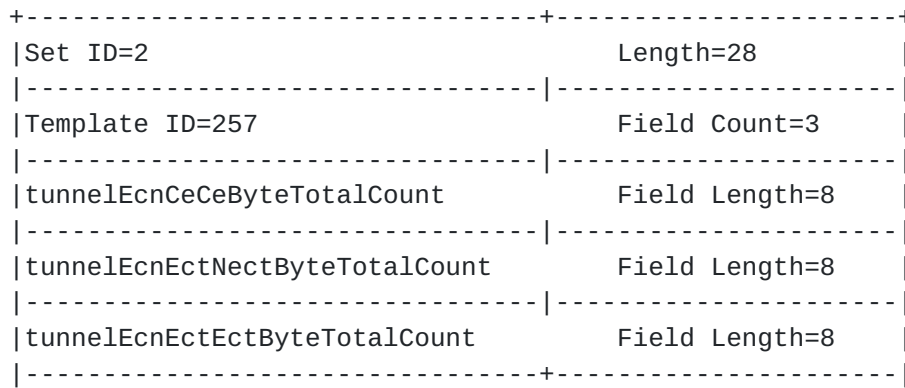 +---------------------------------+----------------------+
|Set ID=2                              Length=28       |
|---------------------------------|----------------------|
|Template ID=257                       Field Count=3   |
|---------------------------------|----------------------|
|tunnelEcnCeCeByteTotalCount           Field Length=8  |
|---------------------------------|----------------------|
|tunnelEcnEctNectByteTotalCount        Field Length=8  |
|---------------------------------|----------------------|
|tunnelEcnEctEctByteTotalCount         Field Length=8  |
|---------------------------------+----------------------|